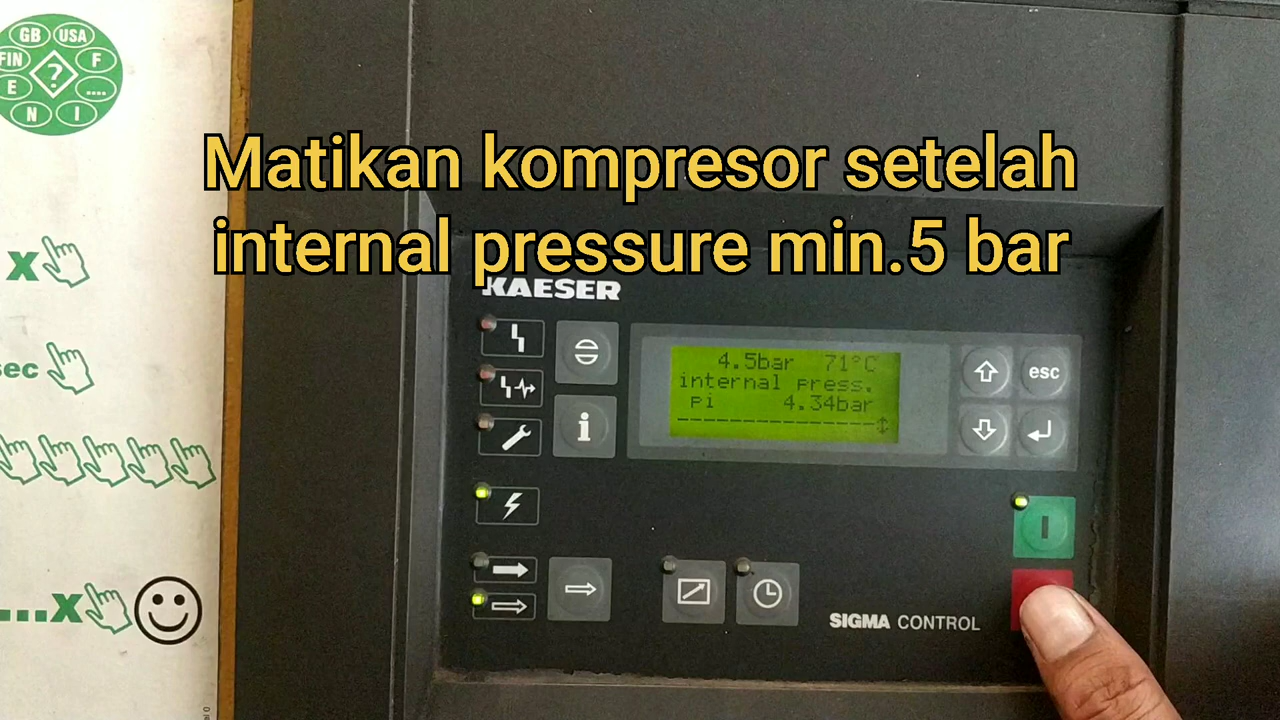 GB USA
FIN ? F
E ....
N I
Matikan kompresor setelah
internal pressure min.5 bar
x
sec
....x
KAESER
4.5bar 71°C
internal press.
pi 4.34bar
esc
i
I
SIGMA CONTROL